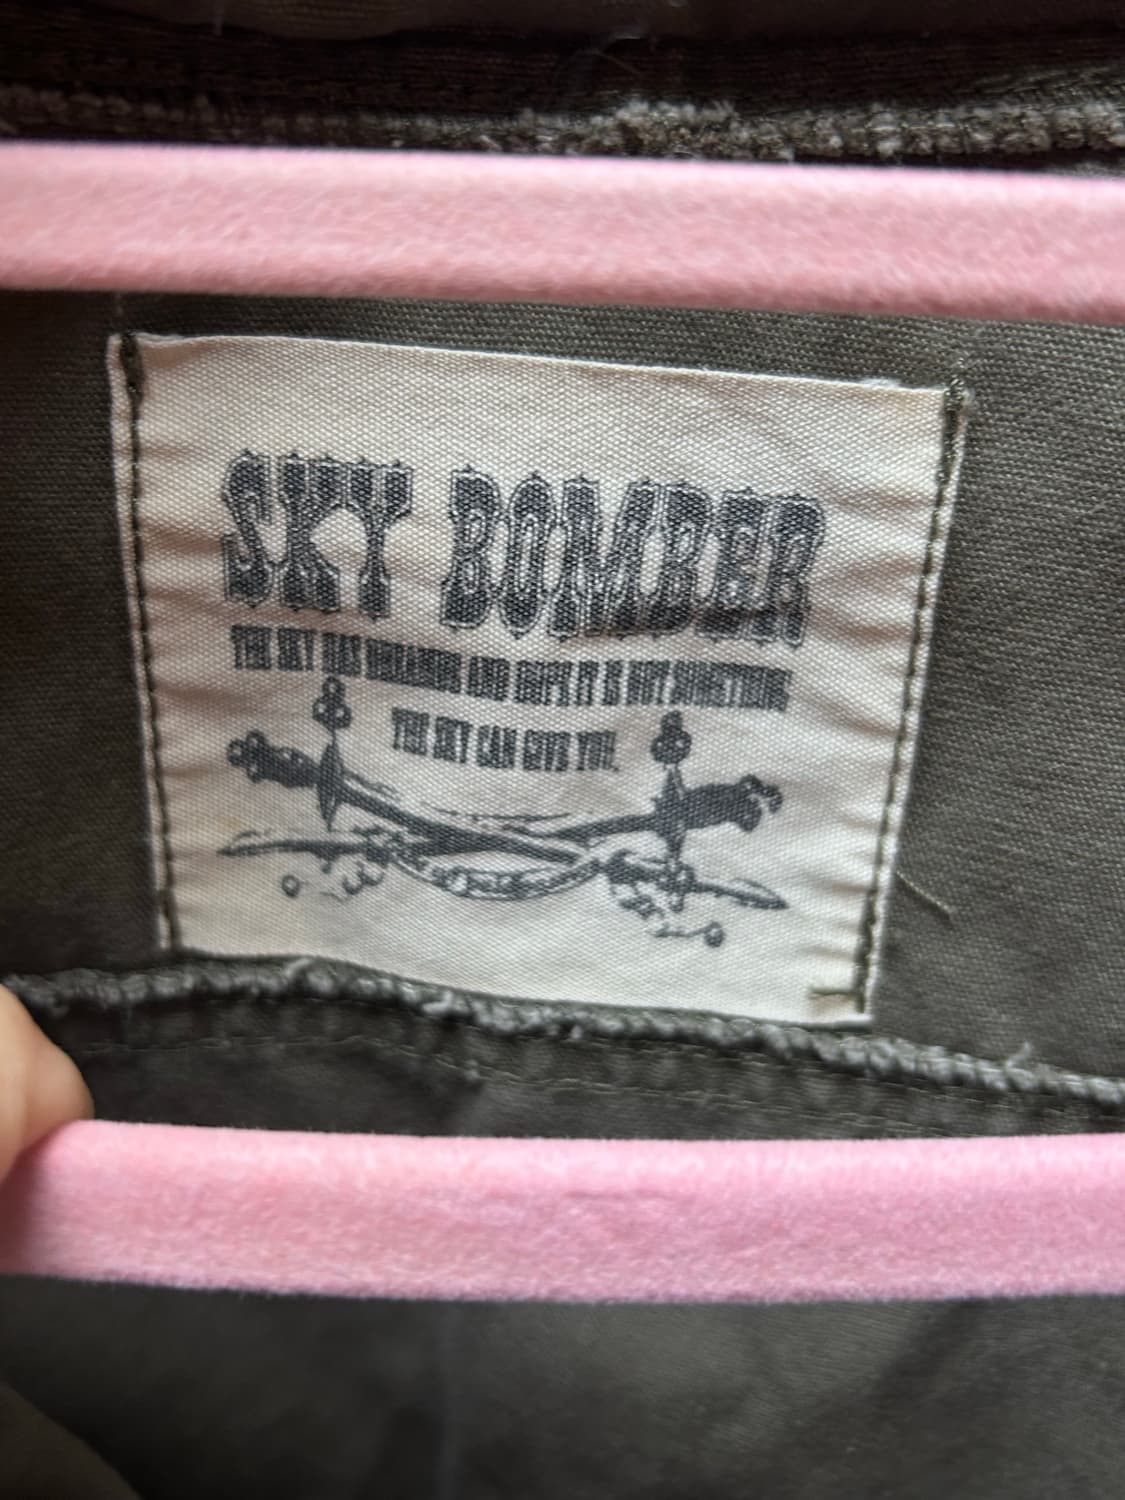 SKY BOMBER
THE SKY HAS DREAMING AND HOPE IT IS NOT SOMETHING
THE SKY CAN GIVE YOU.